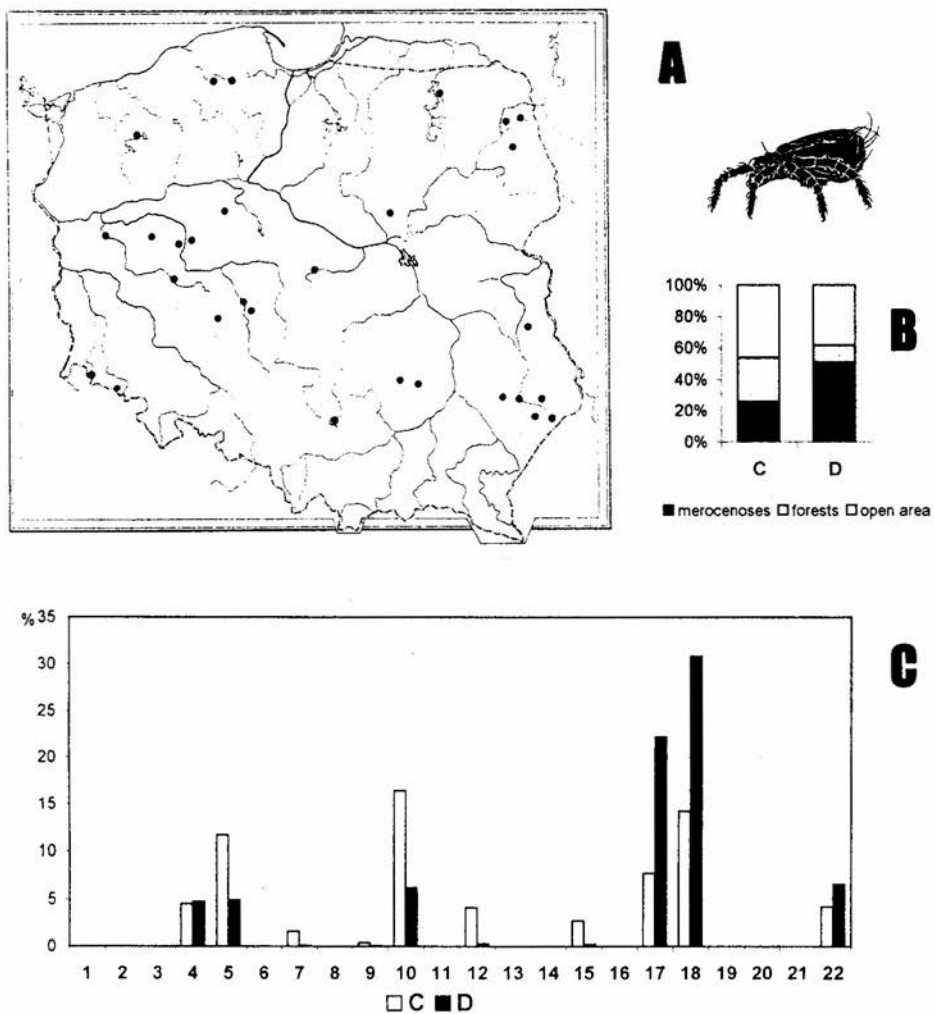 A
100%
80%
60%
40%
20%
0%
C D
B
■ merocenoses □ forests □ open area
% 35
30
25
20
15
10
5
0
1 2 3 4 5 6 7 8 9 10 11 12 13 14 15 16 17 18 19 20 21 22
□ C ■ D
C